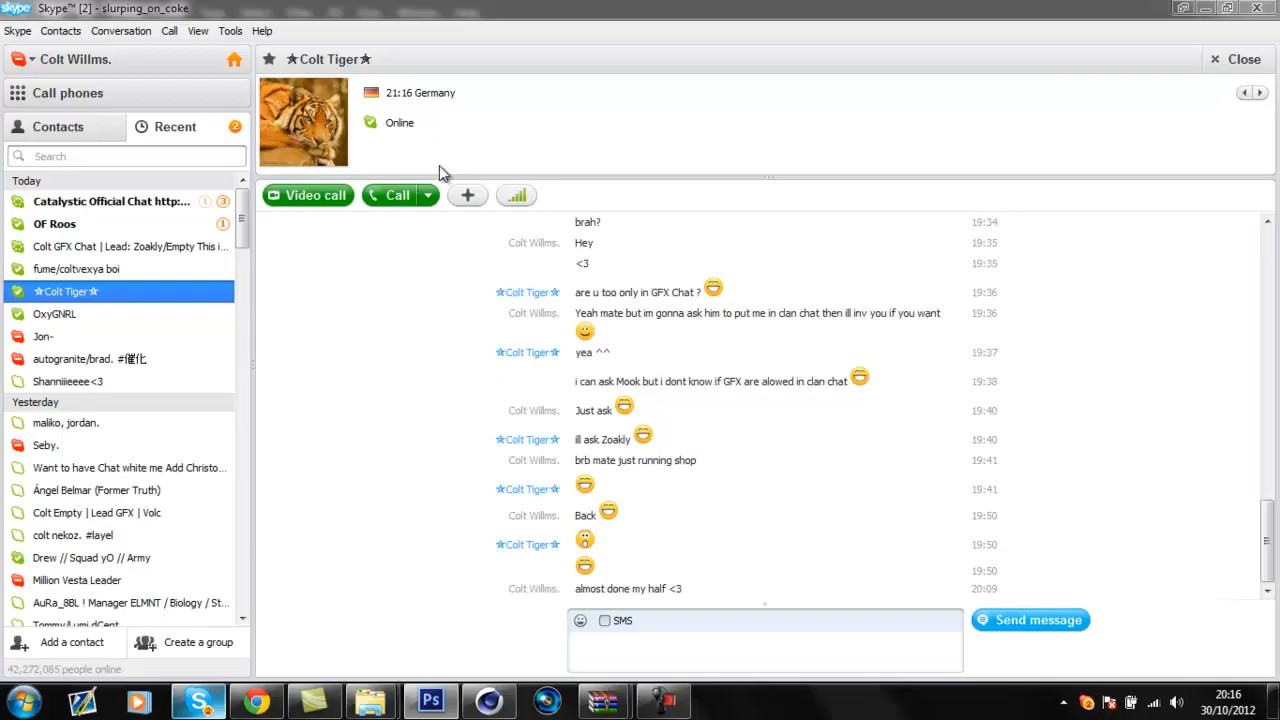 Skype™ [2] - slurping_on_coke
Skype Contacts Conversation Call View Tools Help
Colt Willms.
Call phones
Contacts
Recent 2
Search
Today
Catalystic Official Chat http:... 3
OF Roos 1
Colt GFX Chat | Lead: Zoakly/Empty This i...
fume/coltvexya boi
✯Colt Tiger✯
OxyGNRL
Jon-
autogranite/brad. #催化
Shanniiieeee<3
Yesterday
maliko, jordan.
Seby.
Want to have Chat white me Add Christo...
Ángel Belmar (Former Truth)
Colt Empty | Lead GFX | Volc
colt nekoz. #layel
Drew // Squad yO // Army
Million Vesta Leader
AuRa_8BL ! Manager ELMNT / Biology / St...
Tommy/Lumi dCent
Add a contact Create a group
42,272,085 people online
✯Colt Tiger✯ Close
21:16 Germany
Online
Video call Call
brah? 19:34
Colt Willms. Hey 19:35
<3 19:35
✯Colt Tiger✯ are u too only in GFX Chat ? 19:36
Colt Willms. Yeah mate but im gonna ask him to put me in clan chat then ill inv you if you want 19:36
✯Colt Tiger✯ yea ^^ 19:37
i can ask Mook but i dont know if GFX are alowed in clan chat 19:38
Colt Willms. Just ask 19:40
✯Colt Tiger✯ ill ask Zoakly 19:40
Colt Willms. brb mate just running shop 19:41
✯Colt Tiger✯ 19:41
Colt Willms. Back 19:50
✯Colt Tiger✯ 19:50
19:50
Colt Willms. almost done my half <3 20:09
SMS
Send message
20:16
30/10/2012